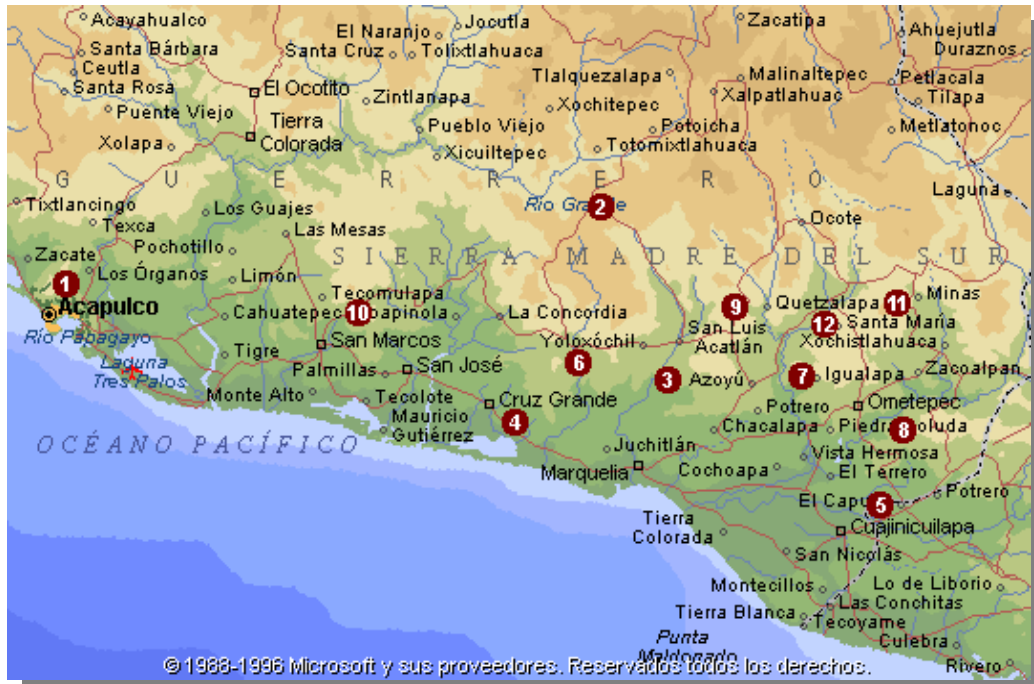 Acayahualco
Jocutla
Zacatipa
El Naranjo
Ahuejutla
Santa Bárbara
Santa Cruz
Tolixtlahuaca
Duraznos
Ceutla
Tlalquezalapa
Malinaltepec
Petlacala
Santa Rosa
El Ocotito
Zintlanapa
Xochitepec
Xalpatlahuac
Tilapa
Puente Viejo
Tierra
Colorada
Pueblo Viejo
Potoicha
Metlatonoc
Xolapa
Xicuiltepec
Totomixtlahuaca
G U E R R E R O
Laguna
Tixtlancingo
Los Guajes
Río Grande
2
Ocote
Texca
Las Mesas
Zacate
Pochotillo
SIERRA MADRE DEL SUR
Los Órganos
Limón
1
Tecomulapa
9
Quetzalapa
11
Minas
Acapulco
Cahuatepec
10
La Concordia
San Luis
Acatlán
12
Santa María
Río Papagayo
San Marcos
Yoloxóchil
Xochistlahuaca
Laguna
Tres Palos
Tigre
Palmillas
San José
6
3
Azoyú
7
Igualapa
Zacoalpan
Monte Alto
Tecolote
Cruz Grande
Potrero
Ometepec
Mauricio
Gutiérrez
4
Chacalapa
8
OCÉANO PACÍFICO
Juchitlán
Vista Hermosa
Marquelia
Cochoapa
El Terrero
El
5
Potrero
Tierra
Colorada
Cuajinicuilapa
San Nicolás
Montecillos
Lo de Liborio
Tierra Blanca
Las Conchitas
Tecoyame
Punta
Maldonado
Culebra
Rivero
© 1988-1996 Microsoft y sus proveedores. Reservados todos los derechos.